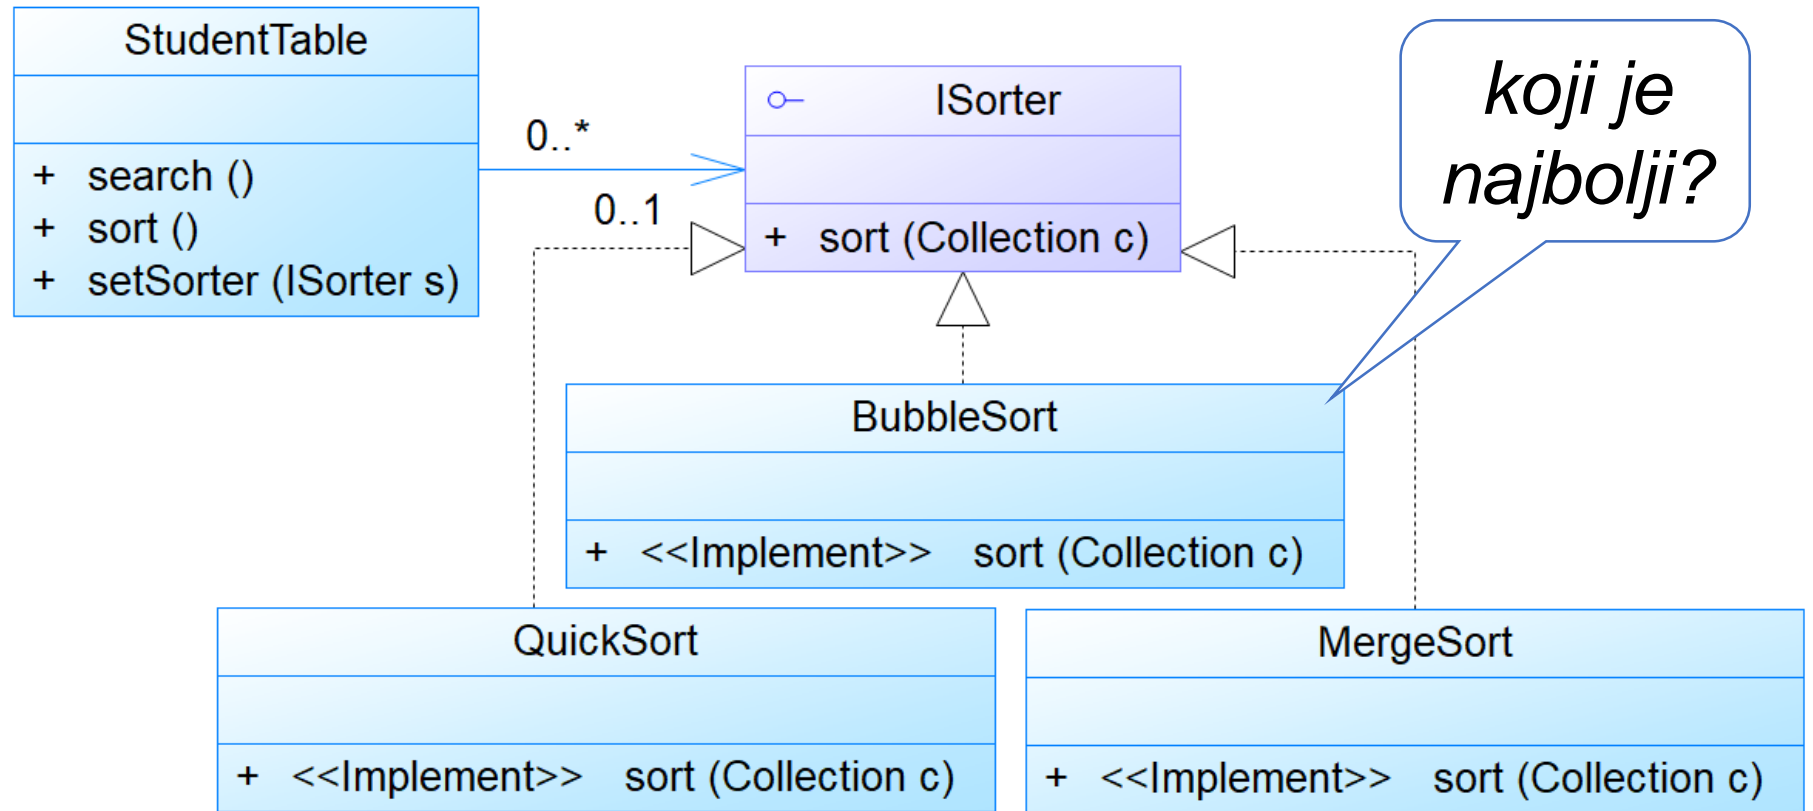 StudentTable
+ search ()
+ sort ()
+ setSorter (ISorter s)
0..*
0..1
ISorter
+ sort (Collection c)
koji je
najbolji?
BubbleSort
+ <<Implement>> sort (Collection c)
QuickSort
+ <<Implement>> sort (Collection c)
MergeSort
+ <<Implement>> sort (Collection c)